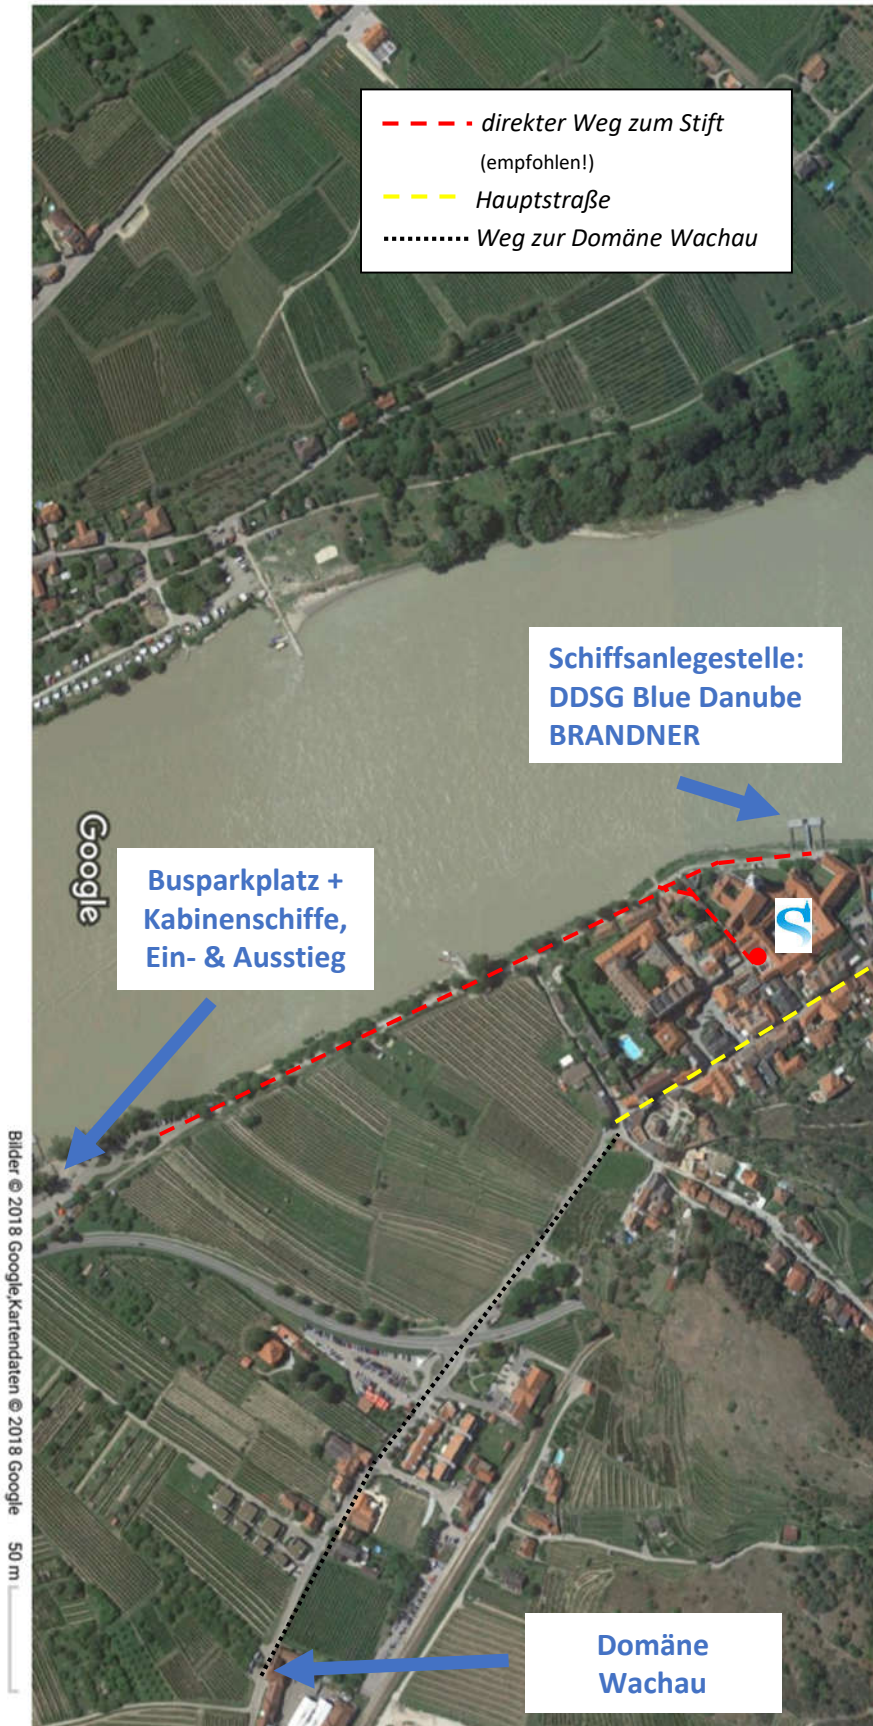 direkter Weg zum Stift
(empfohlen!)
Hauptstraße
Weg zur Domäne Wachau
Schiffsanlegestelle:
DDSG Blue Danube
BRANDNER
Google
Busparkplatz +
Kabinenschiffe,
Ein- & Ausstieg
S
Domäne
Wachau
Bilder © 2018 Google,Kartendaten © 2018 Google 50 m